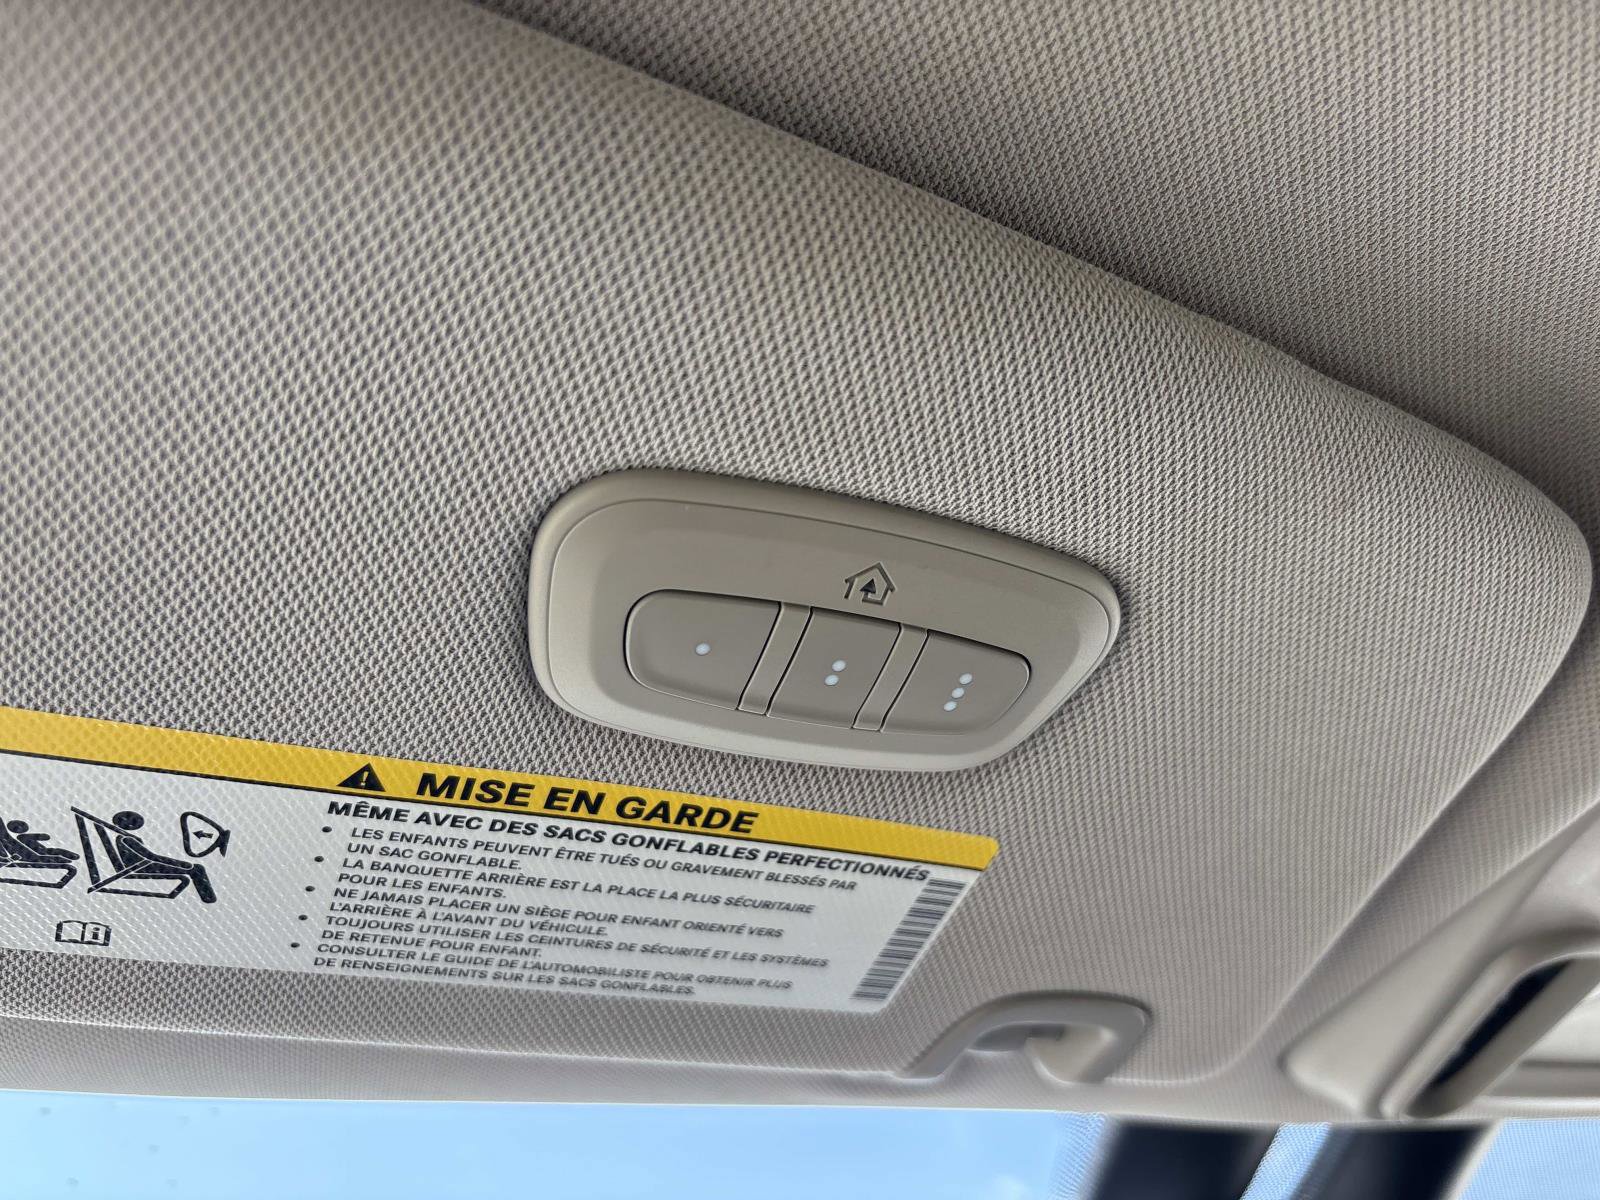 MISE EN GARDE
MÊME AVEC DES SACS GONFLABLES PERFECTIONNÉS
• LES ENFANTS PEUVENT ÊTRE TUÉS OU GRAVEMENT BLESSÉS PAR
UN SAC GONFLABLE.
• LA BANQUETTE ARRIÈRE EST LA PLACE LA PLUS SÉCURITAIRE
POUR LES ENFANTS.
• NE JAMAIS PLACER UN SIÈGE POUR ENFANT ORIENTÉ VERS
L'ARRIÈRE À L'AVANT DU VÉHICULE.
• TOUJOURS UTILISER LES CEINTURES DE SÉCURITÉ ET LES SYSTÈMES
DE RETENUE POUR ENFANT.
• CONSULTER LE GUIDE DE L'AUTOMOBILISTE POUR OBTENIR PLUS
DE RENSEIGNEMENTS SUR LES SACS GONFLABLES.